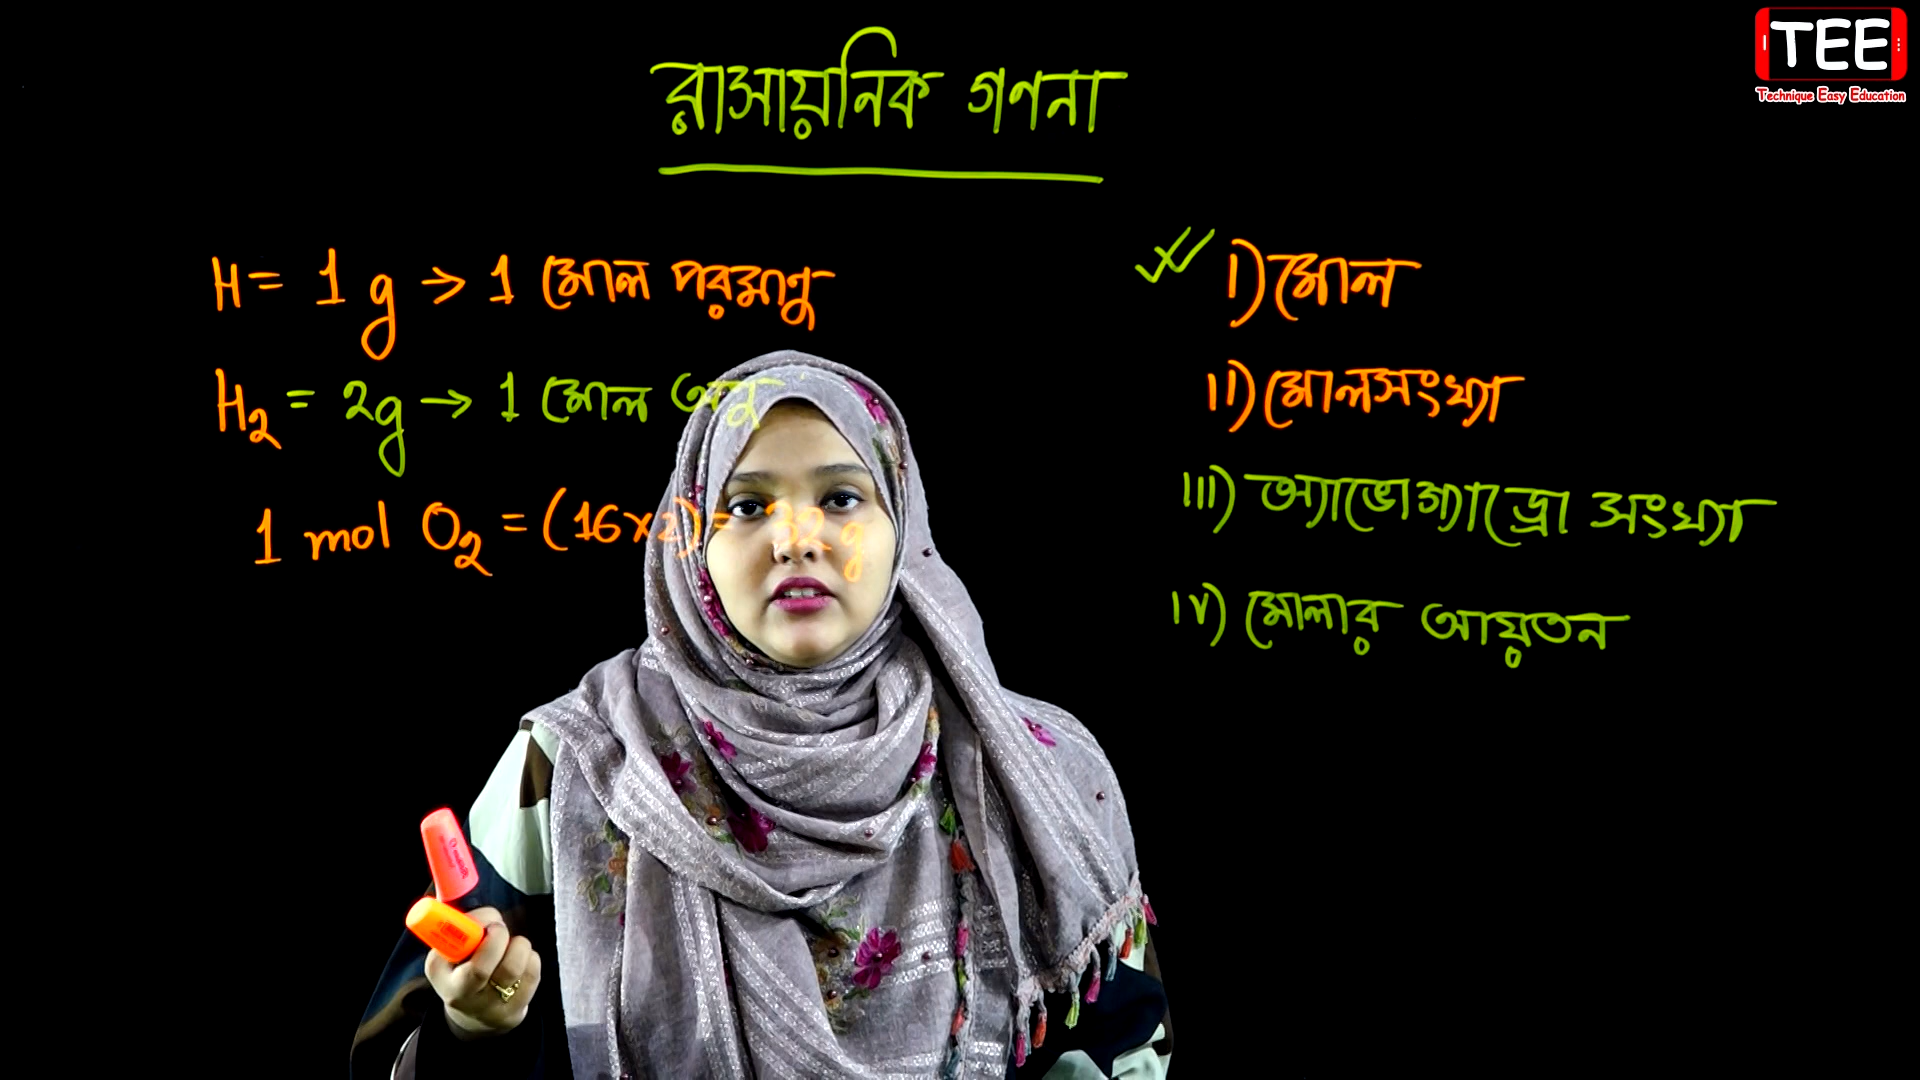 TEE
Technique Easy Education
রাসায়নিক গণনা
H = 1 g → 1 মোল পরমানু
H₂ = 2g → 1 মোল অনু
1 mol O₂ = (16×2) = 32 g
I) মোল
II) মোলসংখ্যা
III) অ্যাভোগ্যাড্রো সংখ্যা
IV) মোলার আয়তন